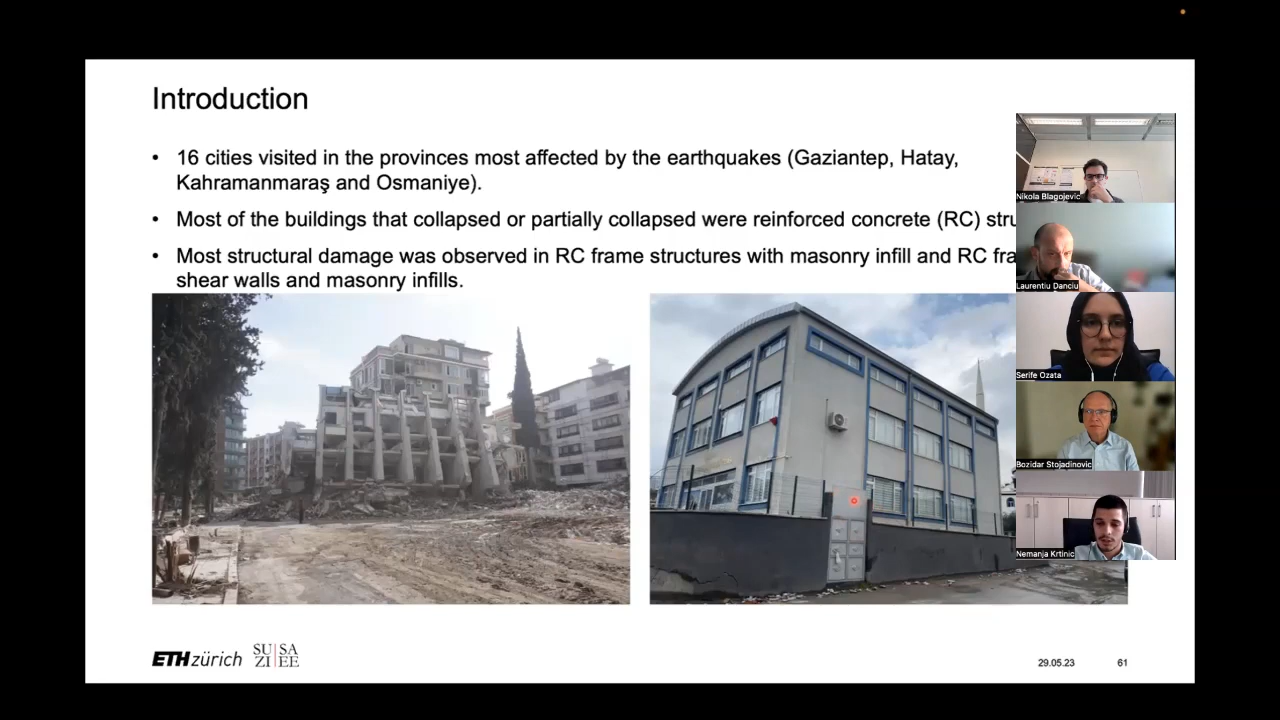 Introduction
• 16 cities visited in the provinces most affected by the earthquakes (Gaziantep, Hatay,
Kahramanmaraş and Osmaniye).
• Most of the buildings that collapsed or partially collapsed were reinforced concrete (RC) stru
• Most structural damage was observed in RC frame structures with masonry infill and RC fra
shear walls and masonry infills.
Nikola Blagojevic
Laurentiu Danciu
Serife Ozata
Bozidar Stojadinovic
Nemanja Krtinic
ETH zürich
SU|SA
ZI|EE
29.05.23
61